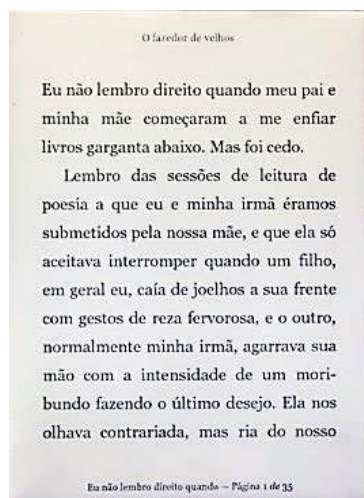 O fazedor de velhos
Eu não lembro direito quando meu pai e
minha mãe começaram a me enfiar
livros garganta abaixo. Mas foi cedo.
Lembro das sessões de leitura de
poesia a que eu e minha irmã éramos
submetidos pela nossa mãe, e que ela só
aceitava interromper quando um filho,
em geral eu, caía de joelhos a sua frente
com gestos de reza fervorosa, e o outro,
normalmente minha irmã, agarrava sua
mão com a intensidade de um mori-
bundo fazendo o último desejo. Ela nos
olhava contrariada, mas ria do nosso
Eu não lembro direito quando — Página 1 de 35